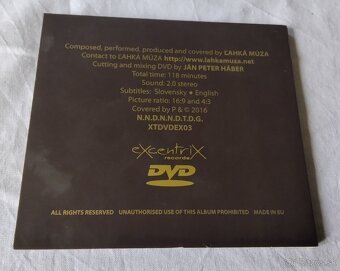 Composed, performed, produced and covered by ĽAHKÁ MÚZA
Contact to ĽAHKÁ MÚZA http://www.lahkamuza.net
Cutting and mixing DVD by JÁN PETER HÁBER
Total time: 118 minutes
Sound: 2.0 stereo
Subtitles: Slovensky • English
Picture ratio: 16:9 and 4:3
Covered by P & © 2016
N.N.D.N.N.D.T.D.G.
XTDVDEX03
eXcentriX
records
DVD
ALL RIGHTS RESERVED UNAUTHORISED USE OF THIS ALBUM PROHIBITED MADE IN EU